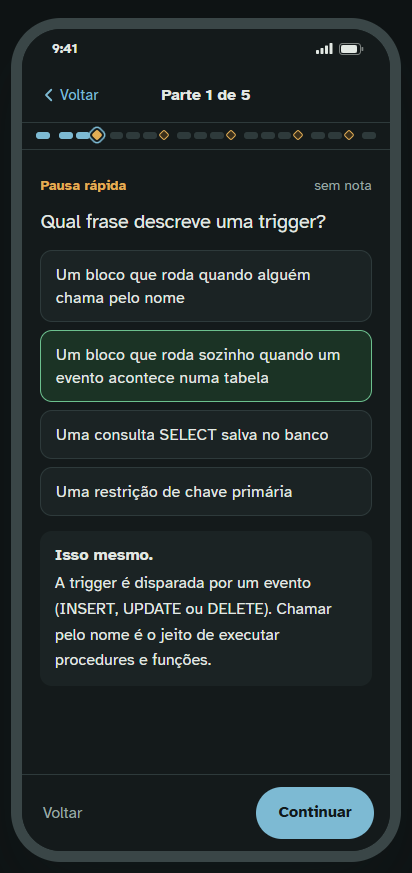 9:41
Voltar
Parte 1 de 5
Pausa rápida
sem nota
Qual frase descreve uma trigger?
Um bloco que roda quando alguém
chama pelo nome
Um bloco que roda sozinho quando um
evento acontece numa tabela
Uma consulta SELECT salva no banco
Uma restrição de chave primária
Isso mesmo.
A trigger é disparada por um evento
(INSERT, UPDATE ou DELETE). Chamar
pelo nome é o jeito de executar
procedures e funções.
Voltar
Continuar